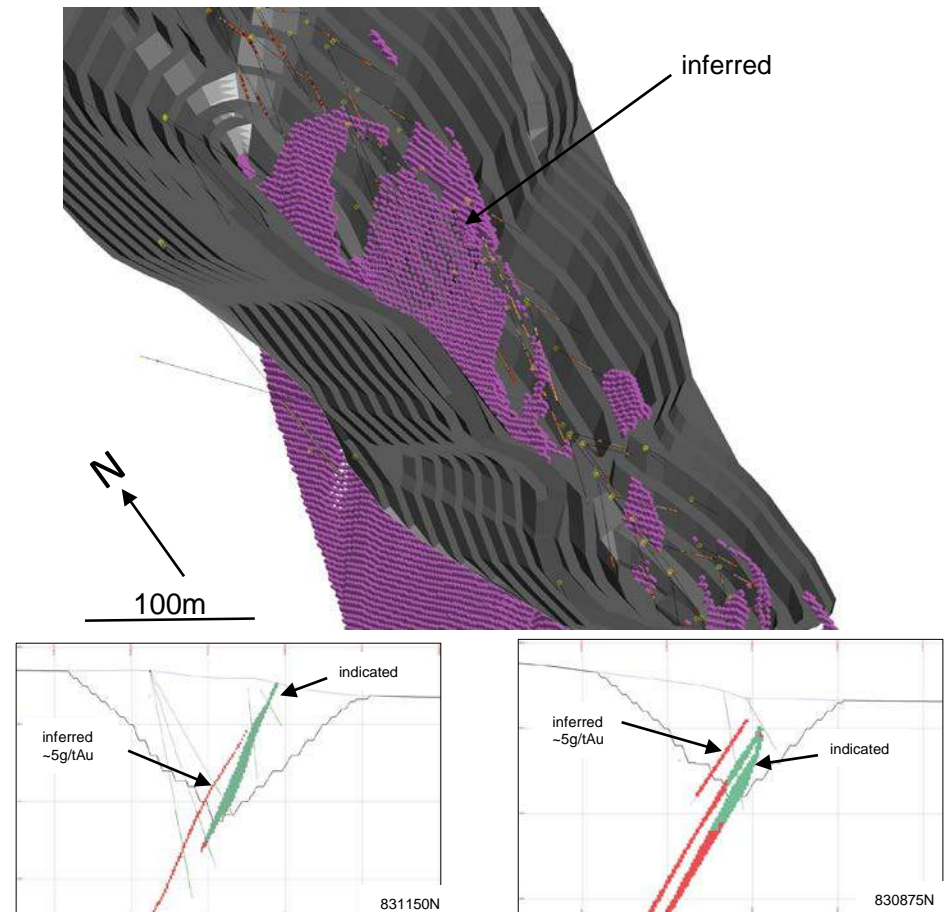 inferred
N
100m
indicated
inferred
~5g/tAu
831150N
inferred
~5g/tAu
indicated
830875N